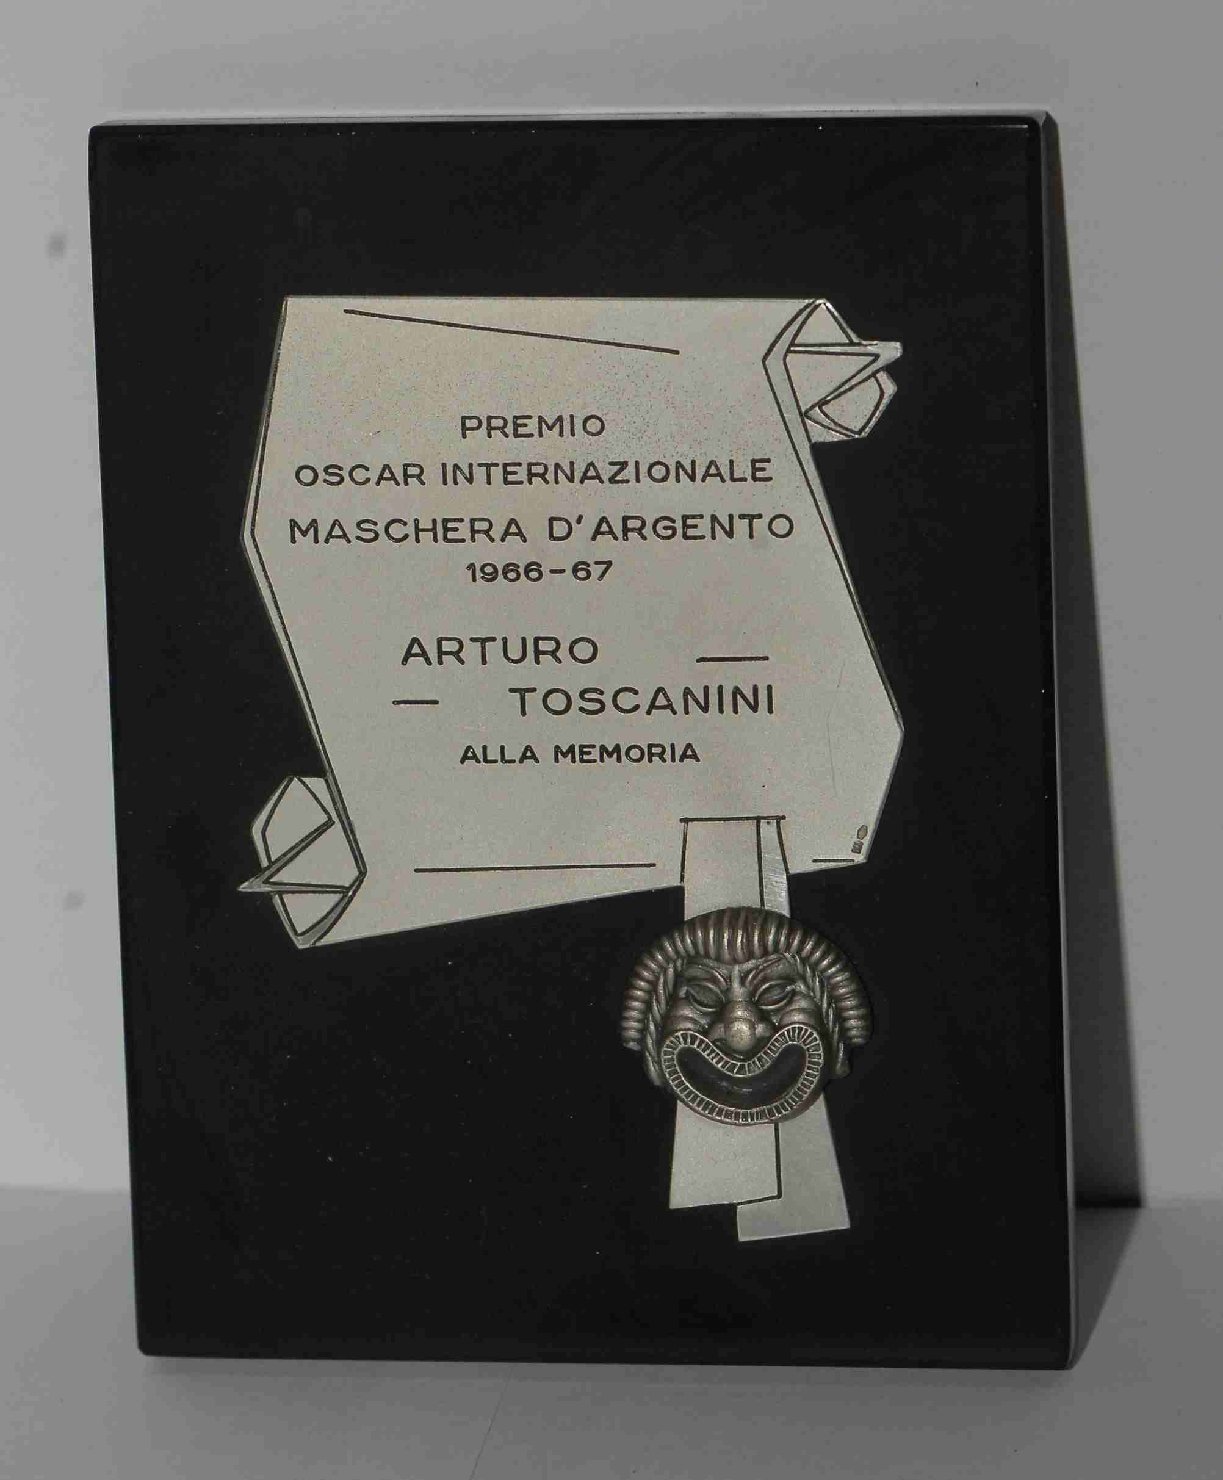 PREMIO
OSCAR INTERNAZIONALE
MASCHERA D'ARGENTO
1966-67
ARTURO —
— TOSCANINI
ALLA MEMORIA